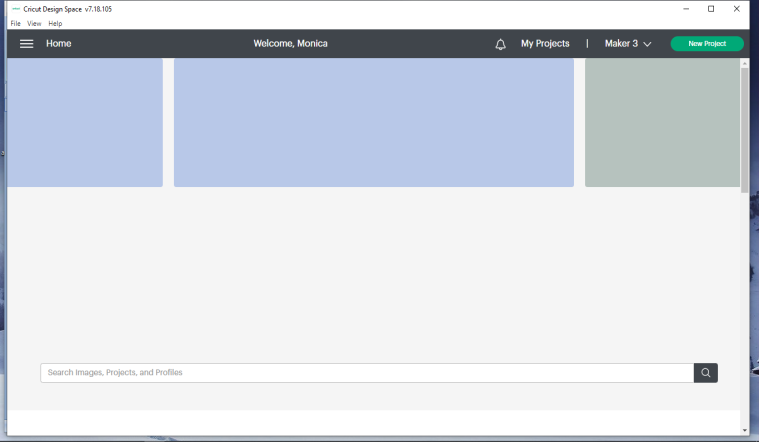 Cricut Design Space v7.18.105
File View Help
Home Welcome, Monica My Projects | Maker 3 New Project
Search Images, Projects, and Profiles